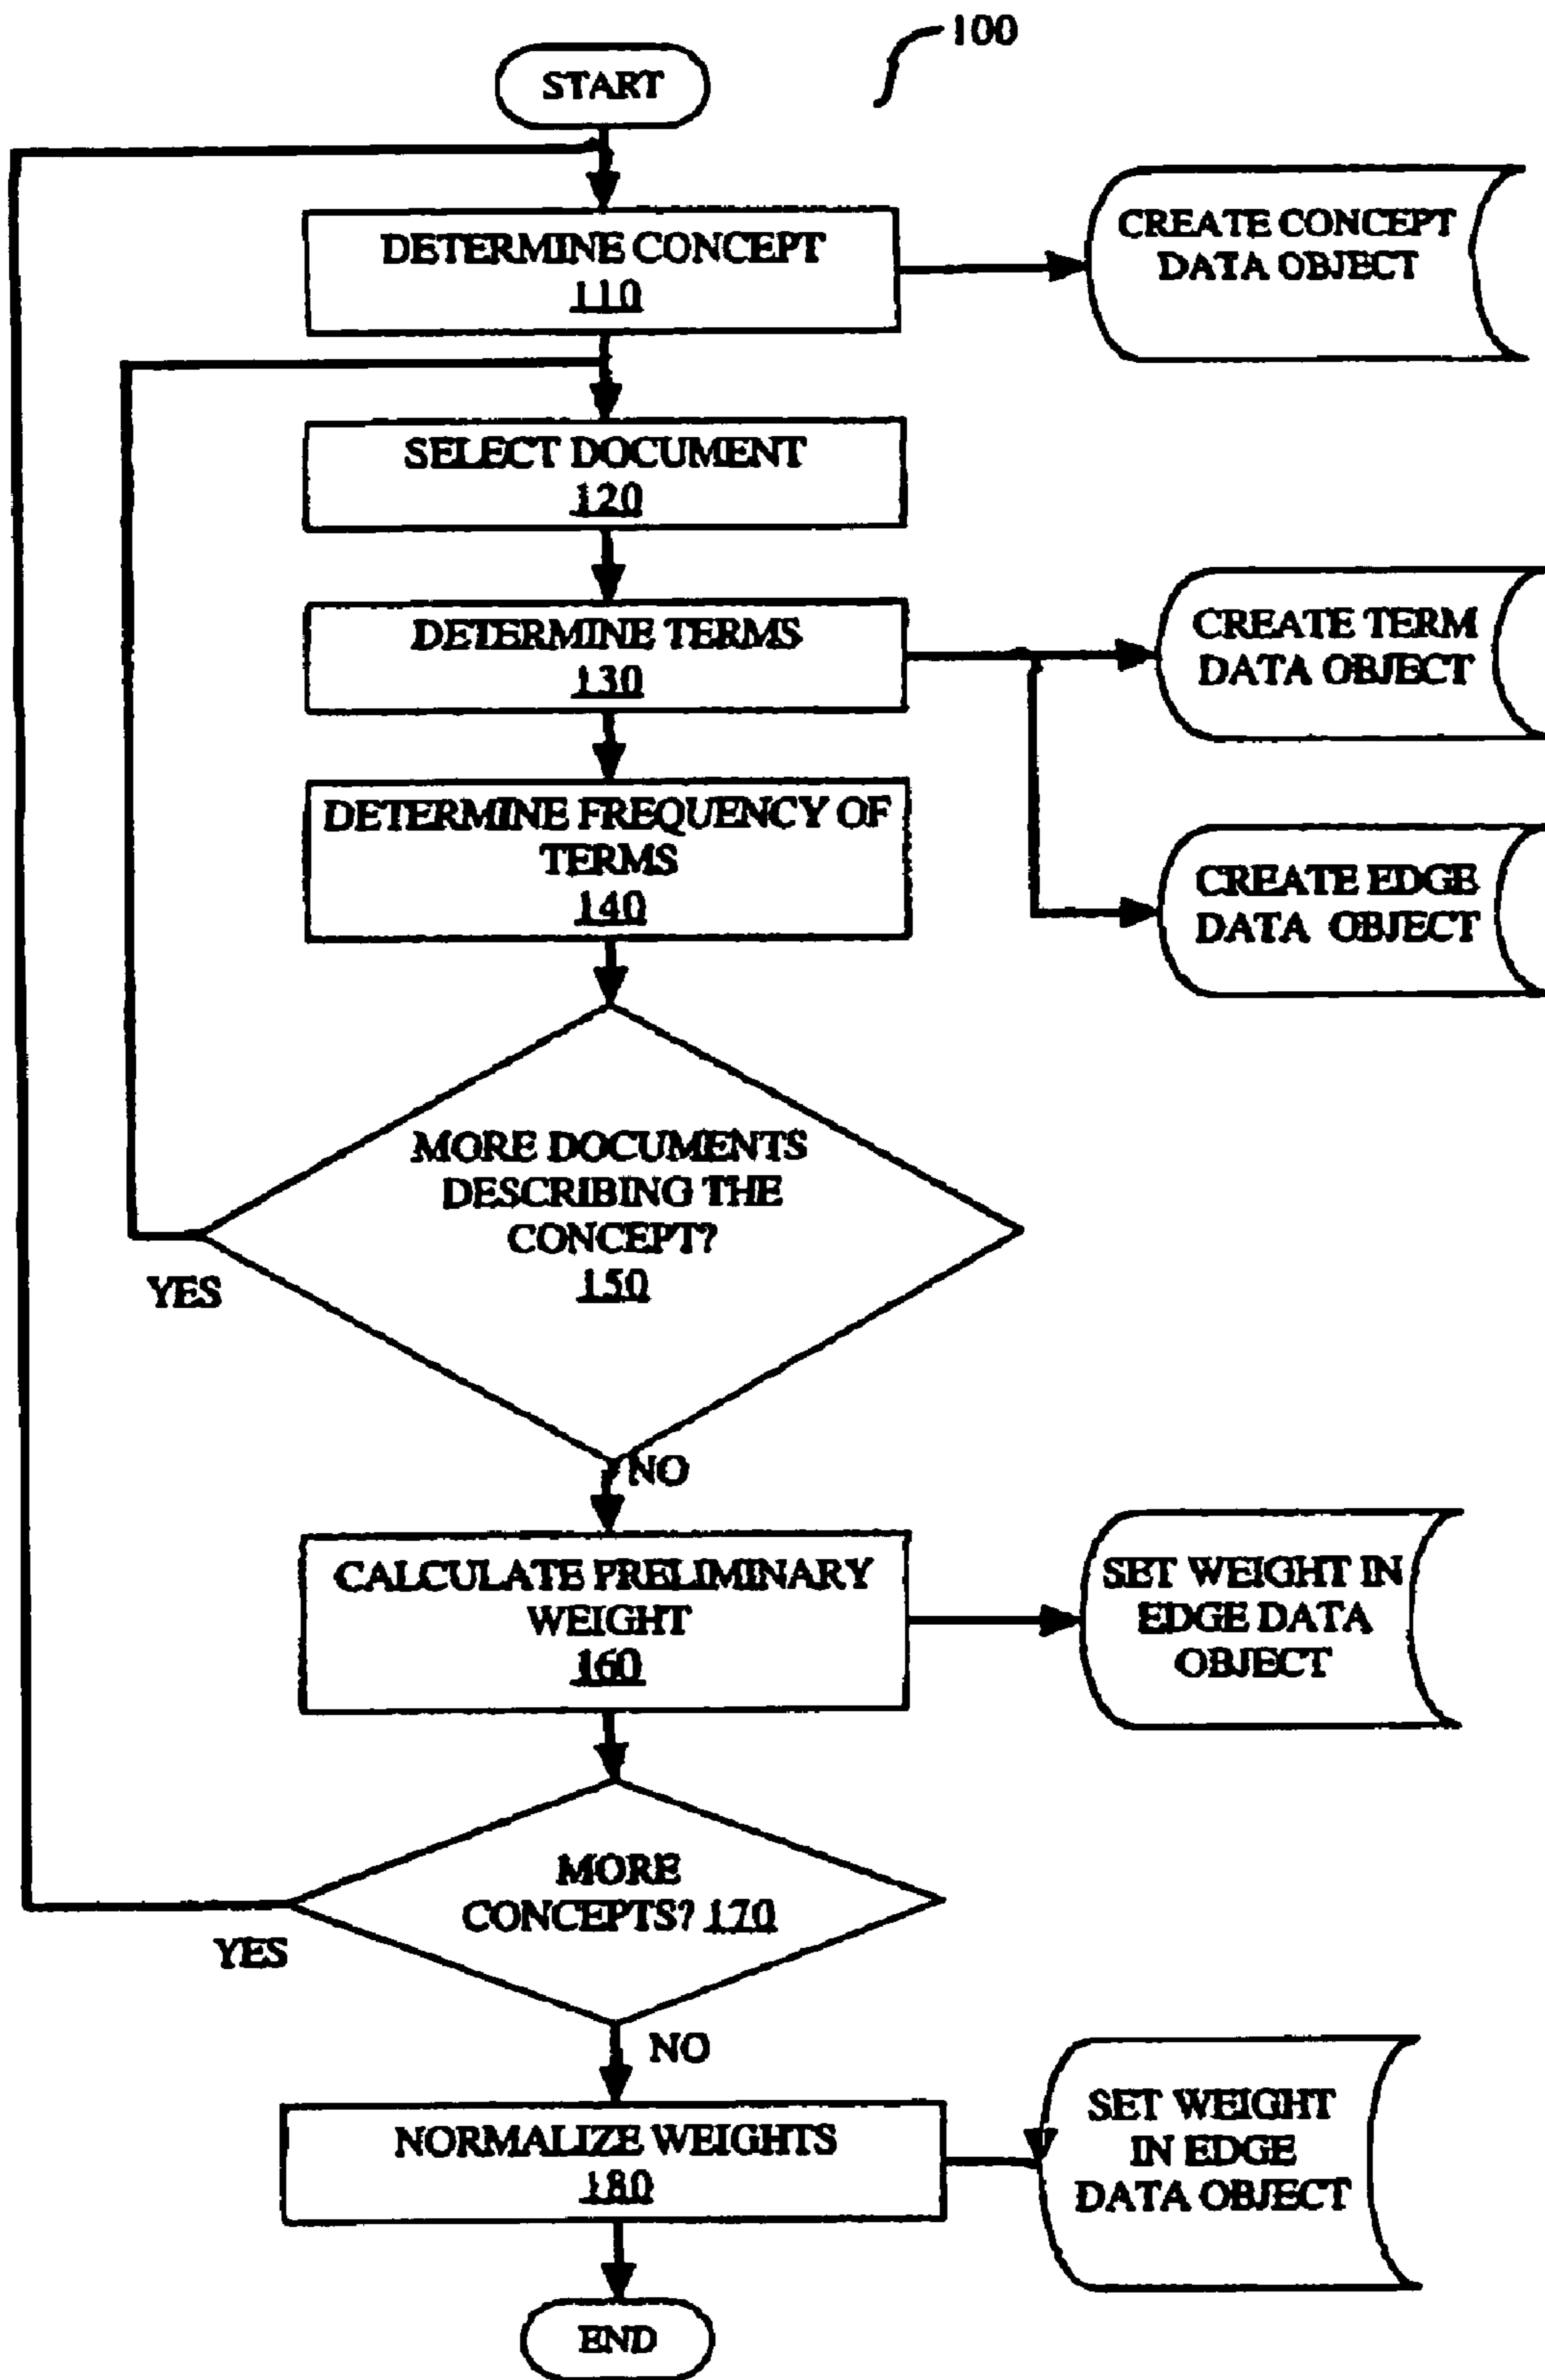 100
START
DETERMINE CONCEPT
110
CREATE CONCEPT
DATA OBJECT
SELECT DOCUMENT
120
DETERMINE TERMS
130
CREATE TERM
DATA OBJECT
DETERMINE FREQUENCY OF
TERMS
140
CREATE EDGE
DATA OBJECT
MORE DOCUMENTS
DESCRIBING THE
CONCEPT?
150
YES
NO
CALCULATE PRELIMINARY
WEIGHT
160
SET WEIGHT IN
EDGE DATA
OBJECT
MORE
CONCEPTS? 170
YES
NO
NORMALIZE WEIGHTS
180
SET WEIGHT
IN EDGE
DATA OBJECT
END